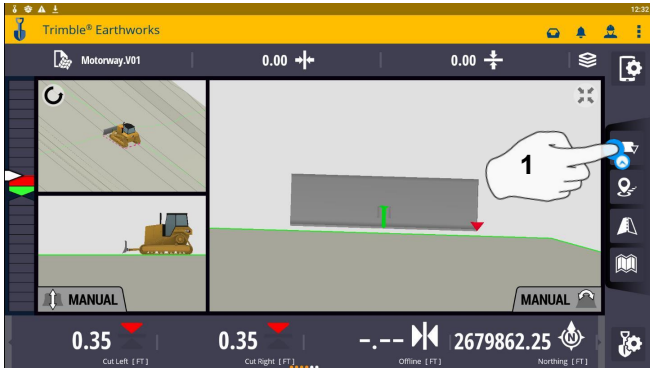 12:32
Trimble® Earthworks
Motorway.V01 0.00 0.00
1
MANUAL MANUAL
0.35 0.35 -.-- 2679862.25
Cut Left [FT] Cut Right [FT] Offline [FT] Northing [FT]